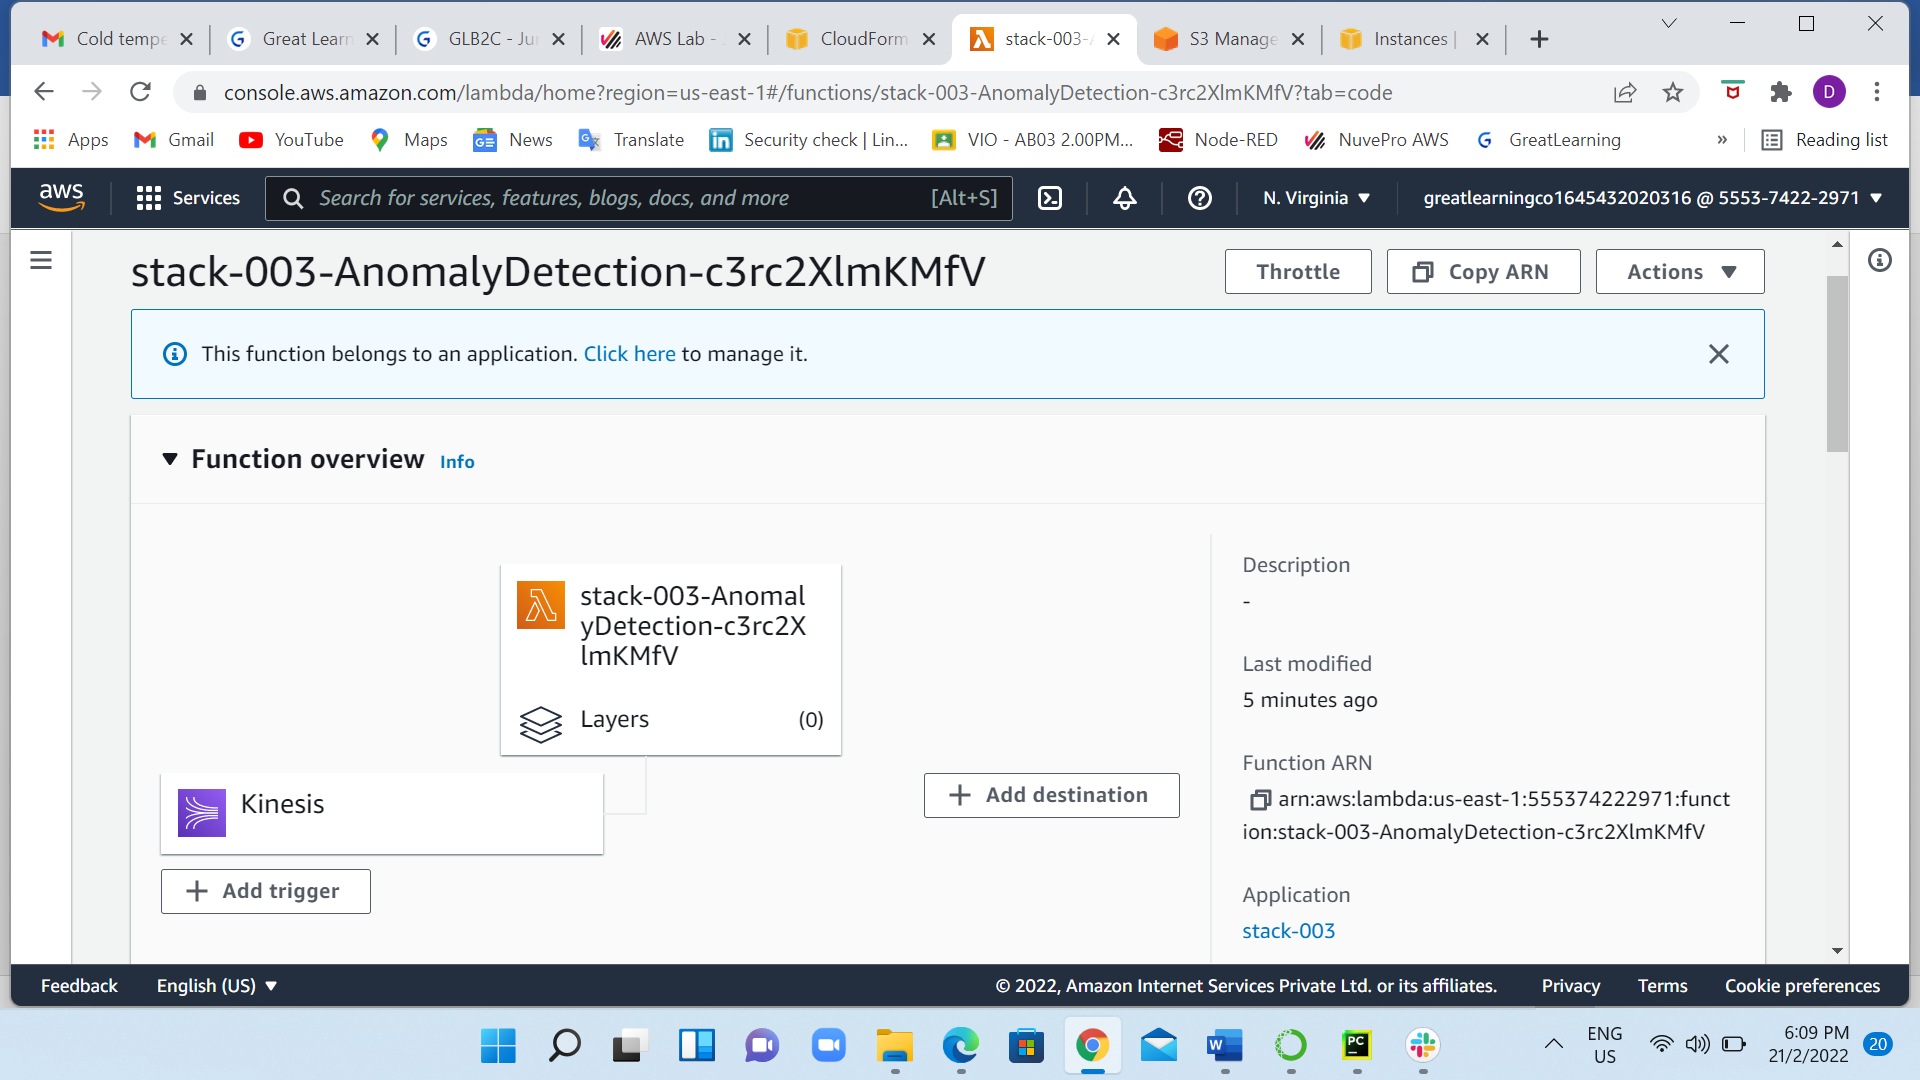 Cold tempe
Great Learn
GLB2C - Ju
AWS Lab -
CloudForm
stack-003-
S3 Manage
Instances |
console.aws.amazon.com/lambda/home?region=us-east-1#/functions/stack-003-AnomalyDetection-c3rc2XlmKMfV?tab=code
D
Apps
Gmail
YouTube
Maps
News
Translate
Security check | Lin...
VIO - AB03 2.00PM...
Node-RED
NuvePro AWS
GreatLearning
»
Reading list
aws
Services
Search for services, features, blogs, docs, and more
[Alt+S]
N. Virginia
greatlearningco1645432020316 @ 5553-7422-2971
stack-003-AnomalyDetection-c3rc2XlmKMfV
Throttle
Copy ARN
Actions
This function belongs to an application. Click here to manage it.
Function overview Info
stack-003-Anomal
yDetection-c3rc2X
lmKMfV
Layers
(0)
Kinesis
+ Add trigger
+ Add destination
Description
-
Last modified
5 minutes ago
Function ARN
arn:aws:lambda:us-east-1:555374222971:funct
ion:stack-003-AnomalyDetection-c3rc2XlmKMfV
Application
stack-003
Feedback
English (US)
© 2022, Amazon Internet Services Private Ltd. or its affiliates.
Privacy
Terms
Cookie preferences
ENG
US
6:09 PM
21/2/2022
20